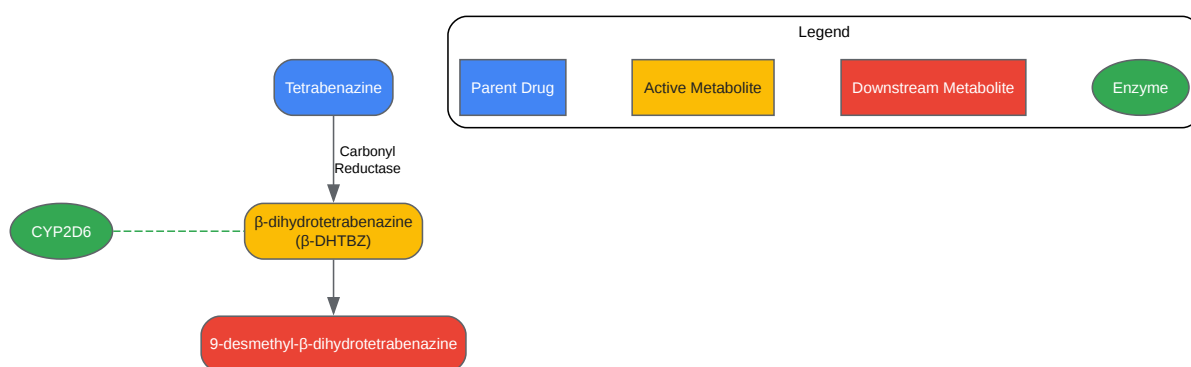 Legend
Tetrabenazine
Parent Drug
Active Metabolite
Downstream Metabolite
Enzyme
Carbonyl
Reductase
CYP2D6
β-dihydrotetrabenazine
(β-DHTBZ)
9-desmethyl-β-dihydrotetrabenazine